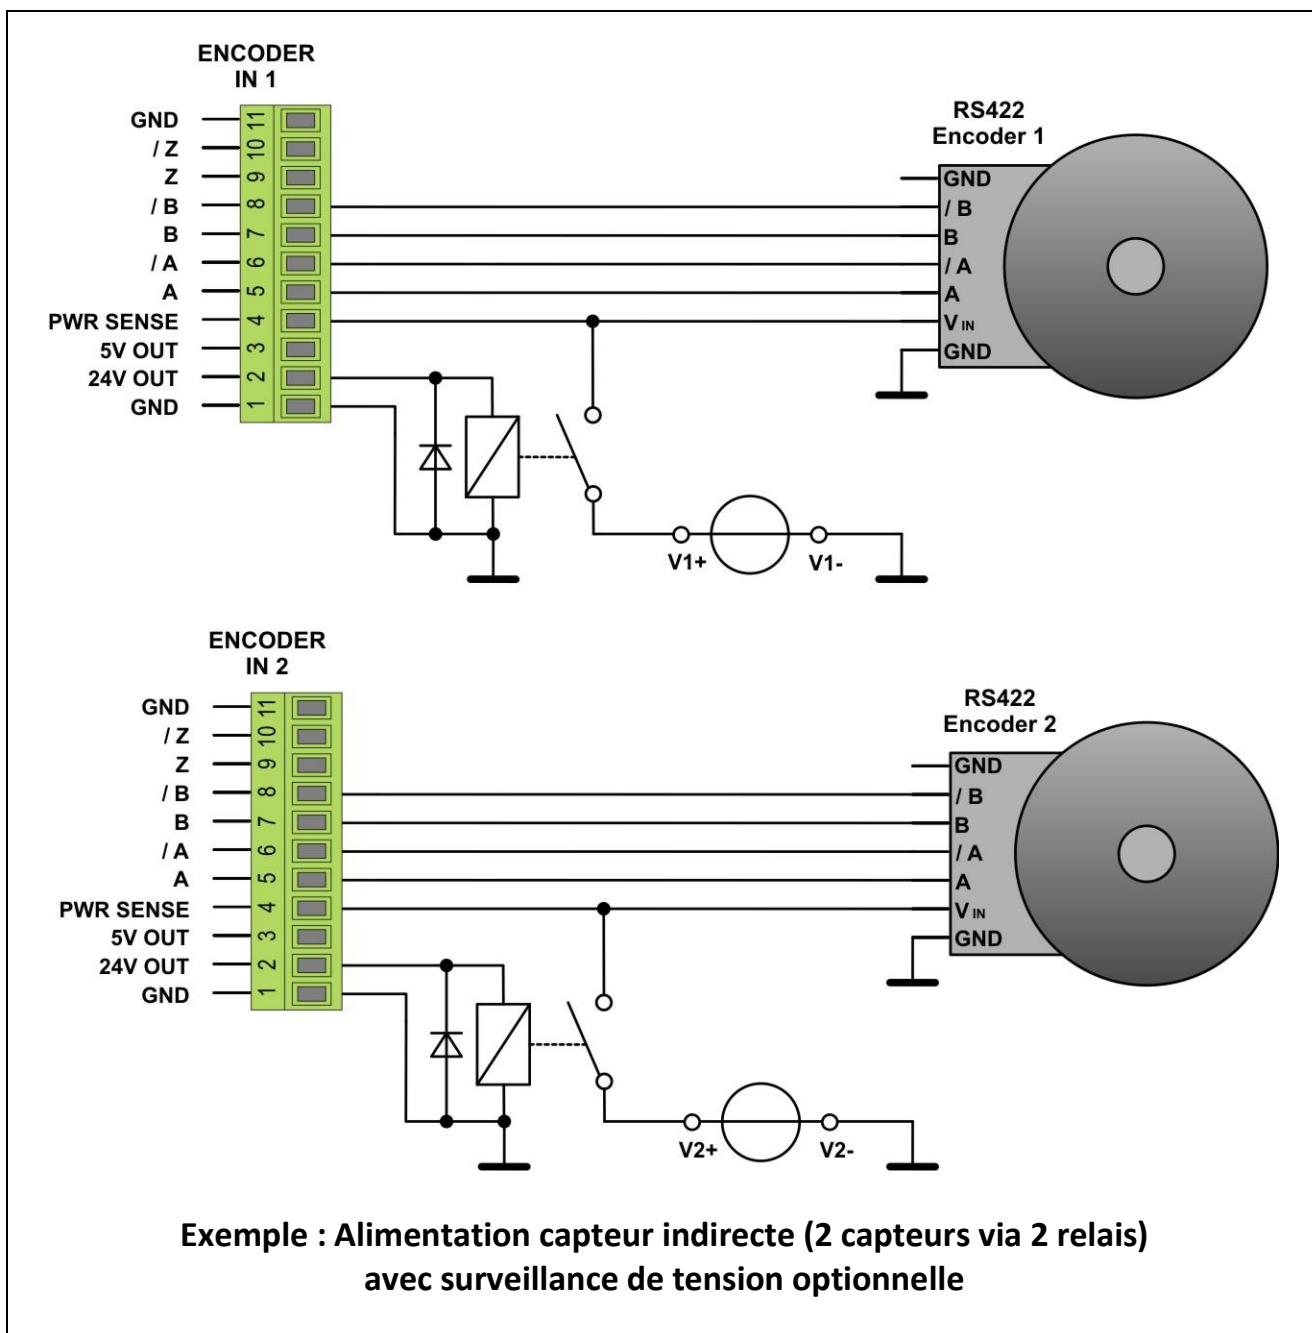 ENCODER
IN 1
GND 11
/ Z 10
Z 9
/ B 8
B 7
/ A 6
A 5
PWR SENSE 4
5V OUT 3
24V OUT 2
GND 1
RS422
Encoder 1
GND
/ B
B
/ A
A
V IN
GND
V1+ V1-
ENCODER
IN 2
GND 11
/ Z 10
Z 9
/ B 8
B 7
/ A 6
A 5
PWR SENSE 4
5V OUT 3
24V OUT 2
GND 1
RS422
Encoder 2
GND
/ B
B
/ A
A
V IN
GND
V2+ V2-
Exemple : Alimentation capteur indirecte (2 capteurs via 2 relais)
avec surveillance de tension optionnelle